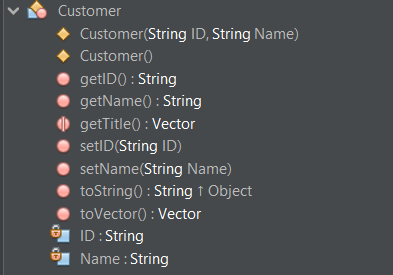 Customer
Customer(String ID, String Name)
Customer()
getID() : String
getName() : String
getTitle() : Vector
setID(String ID)
setName(String Name)
toString() : String ↑ Object
toVector() : Vector
ID : String
Name : String